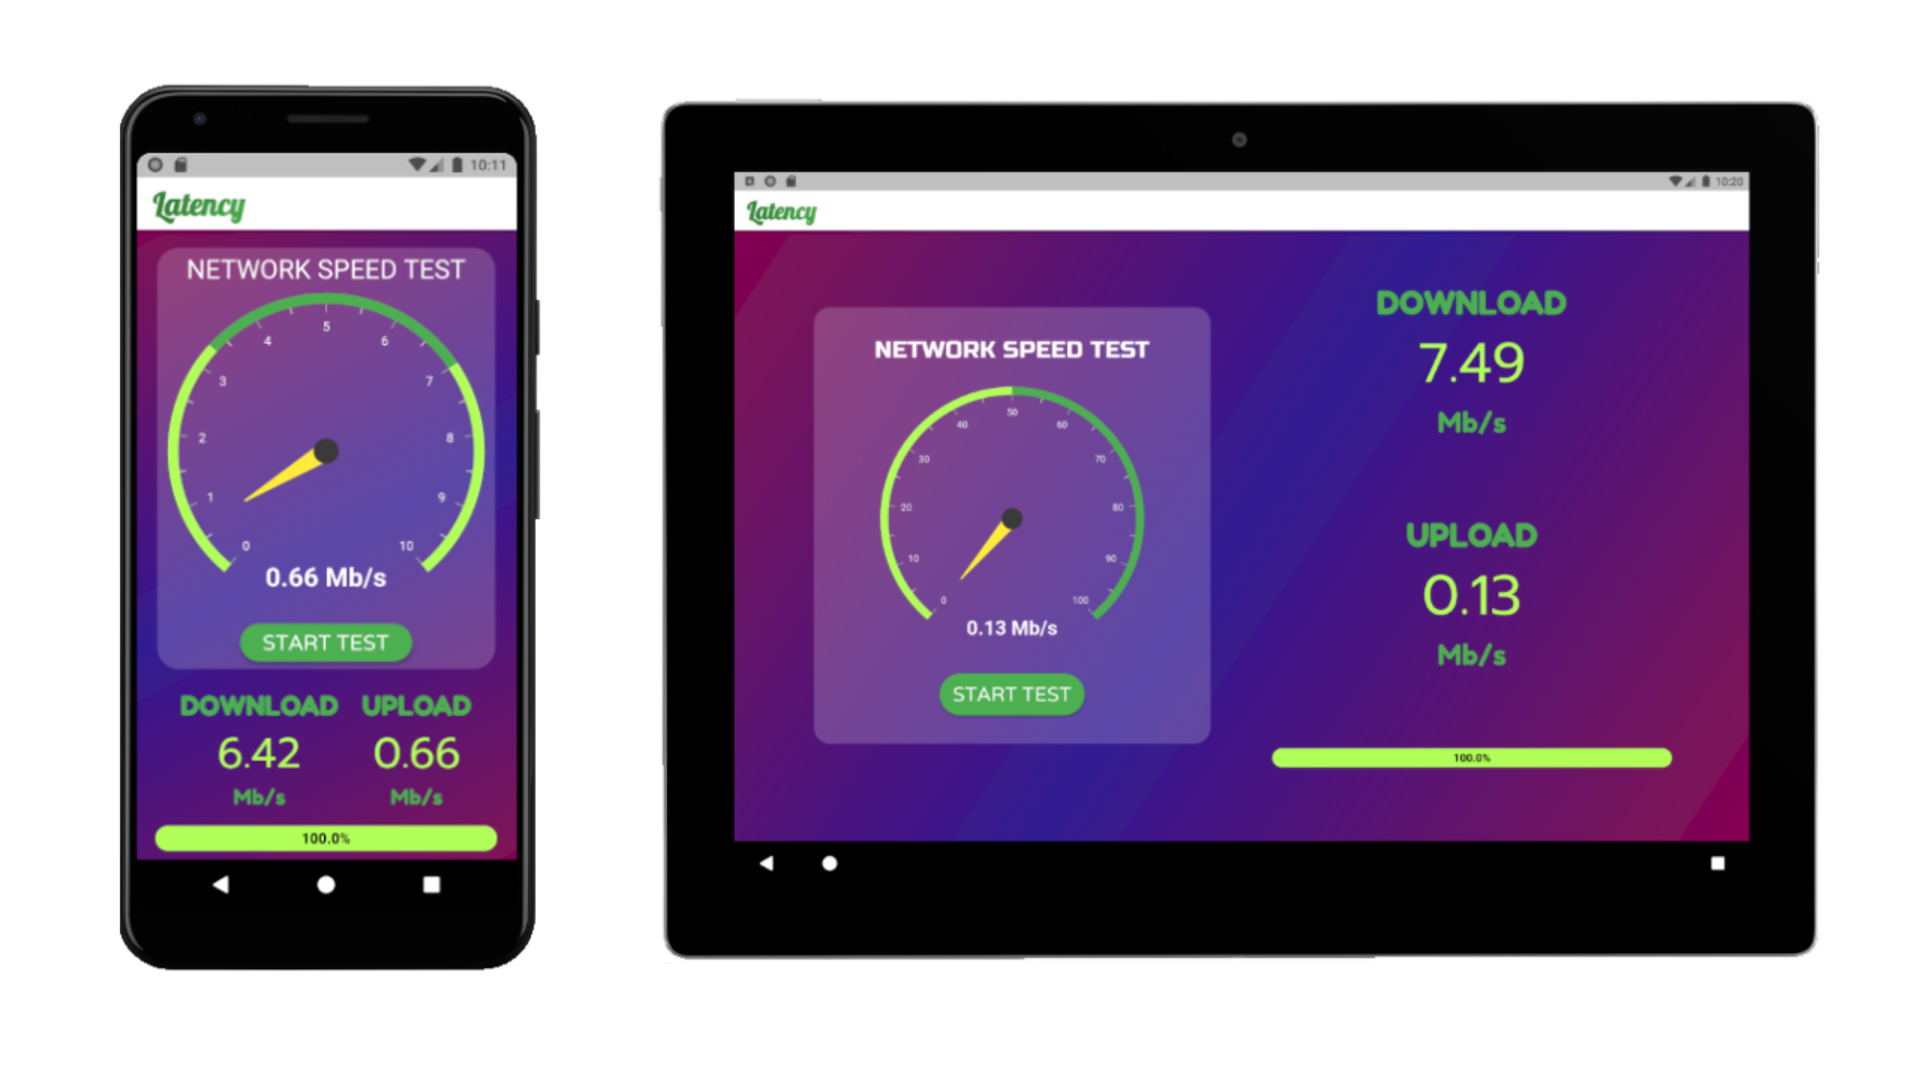 10:11
Latency
NETWORK SPEED TEST
0
1
2
3
4
5
6
7
8
9
10
0.66 Mb/s
START TEST
DOWNLOAD UPLOAD
6.42 0.66
Mb/s Mb/s
100.0%
10:20
Latency
NETWORK SPEED TEST
0
10
20
30
40
50
60
70
80
90
100
0.13 Mb/s
START TEST
DOWNLOAD
7.49
Mb/s
UPLOAD
0.13
Mb/s
100.0%